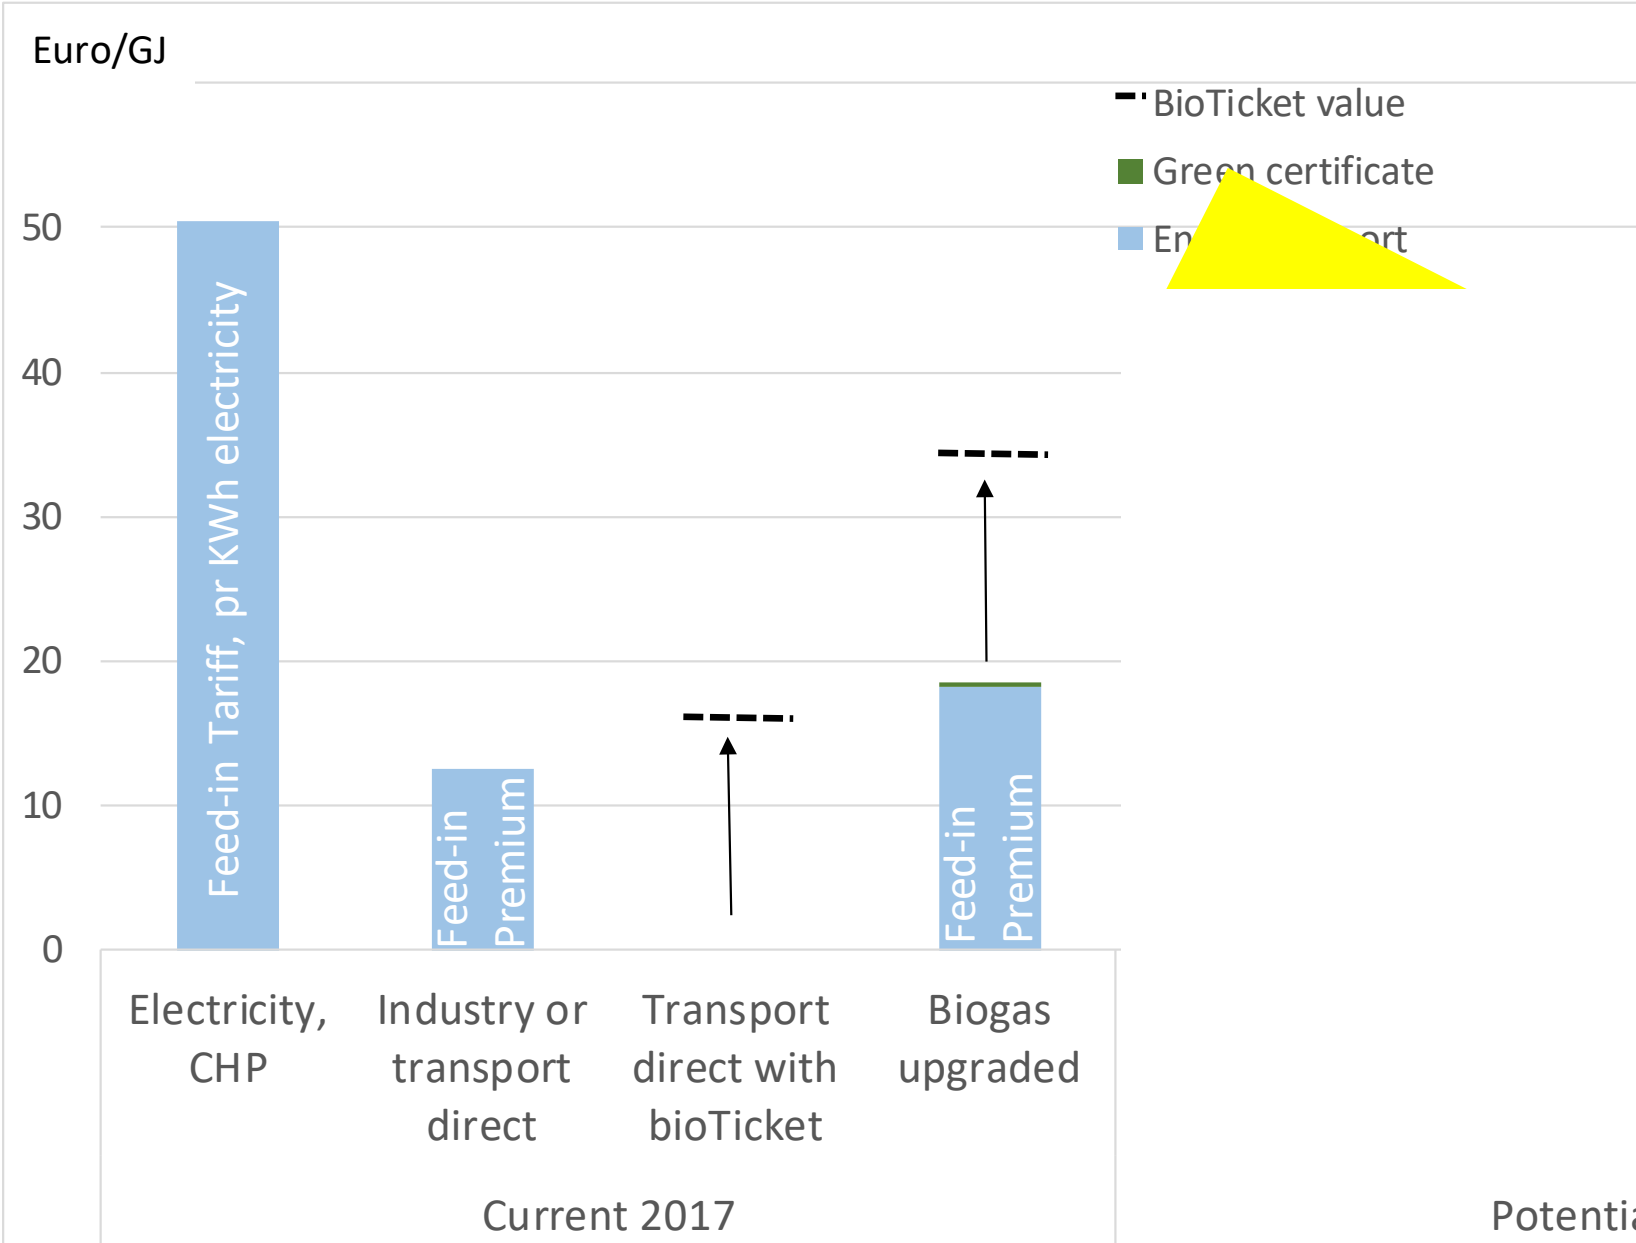 Euro/GJ
BioTicket value
Green certificate
50
40
30
20
10
0
Feed-in Tariff, pr KWh electricity
Feed-in
Premium
Feed-in
Premium
Electricity,
CHP
Industry or
transport
direct
Transport
direct with
bioTicket
Biogas
upgraded
Current 2017